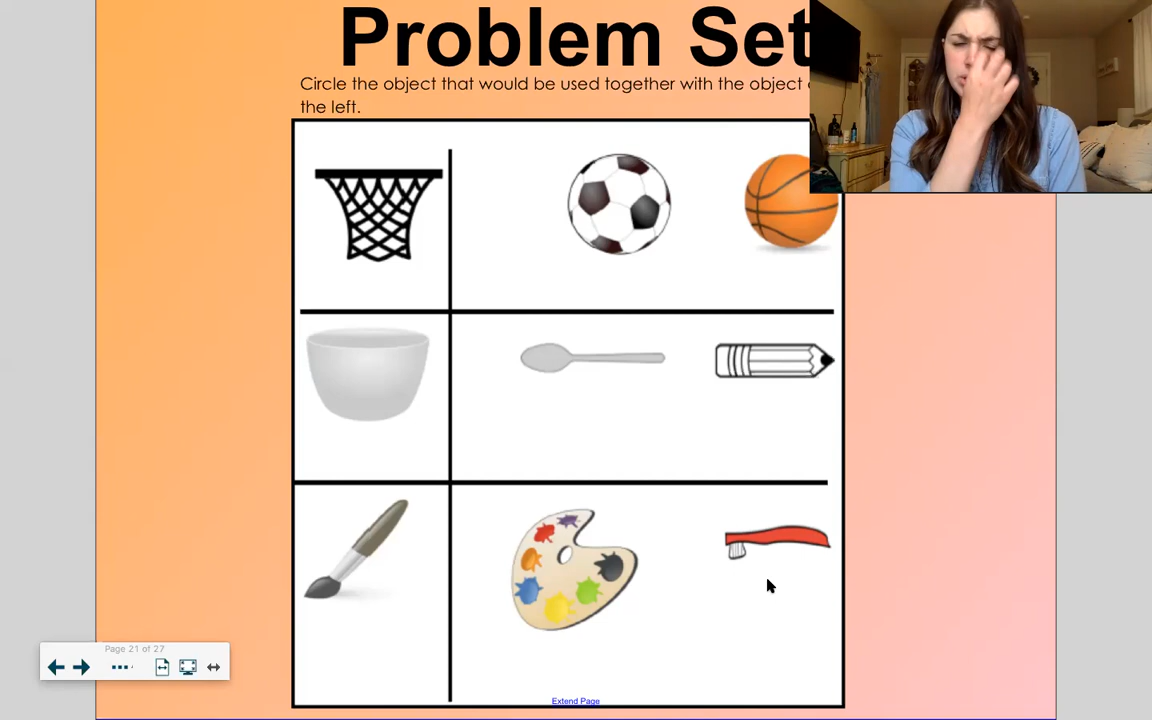 Problem Set
Circle the object that would be used together with the object
the left.
Page 21 of 27
Extend Page